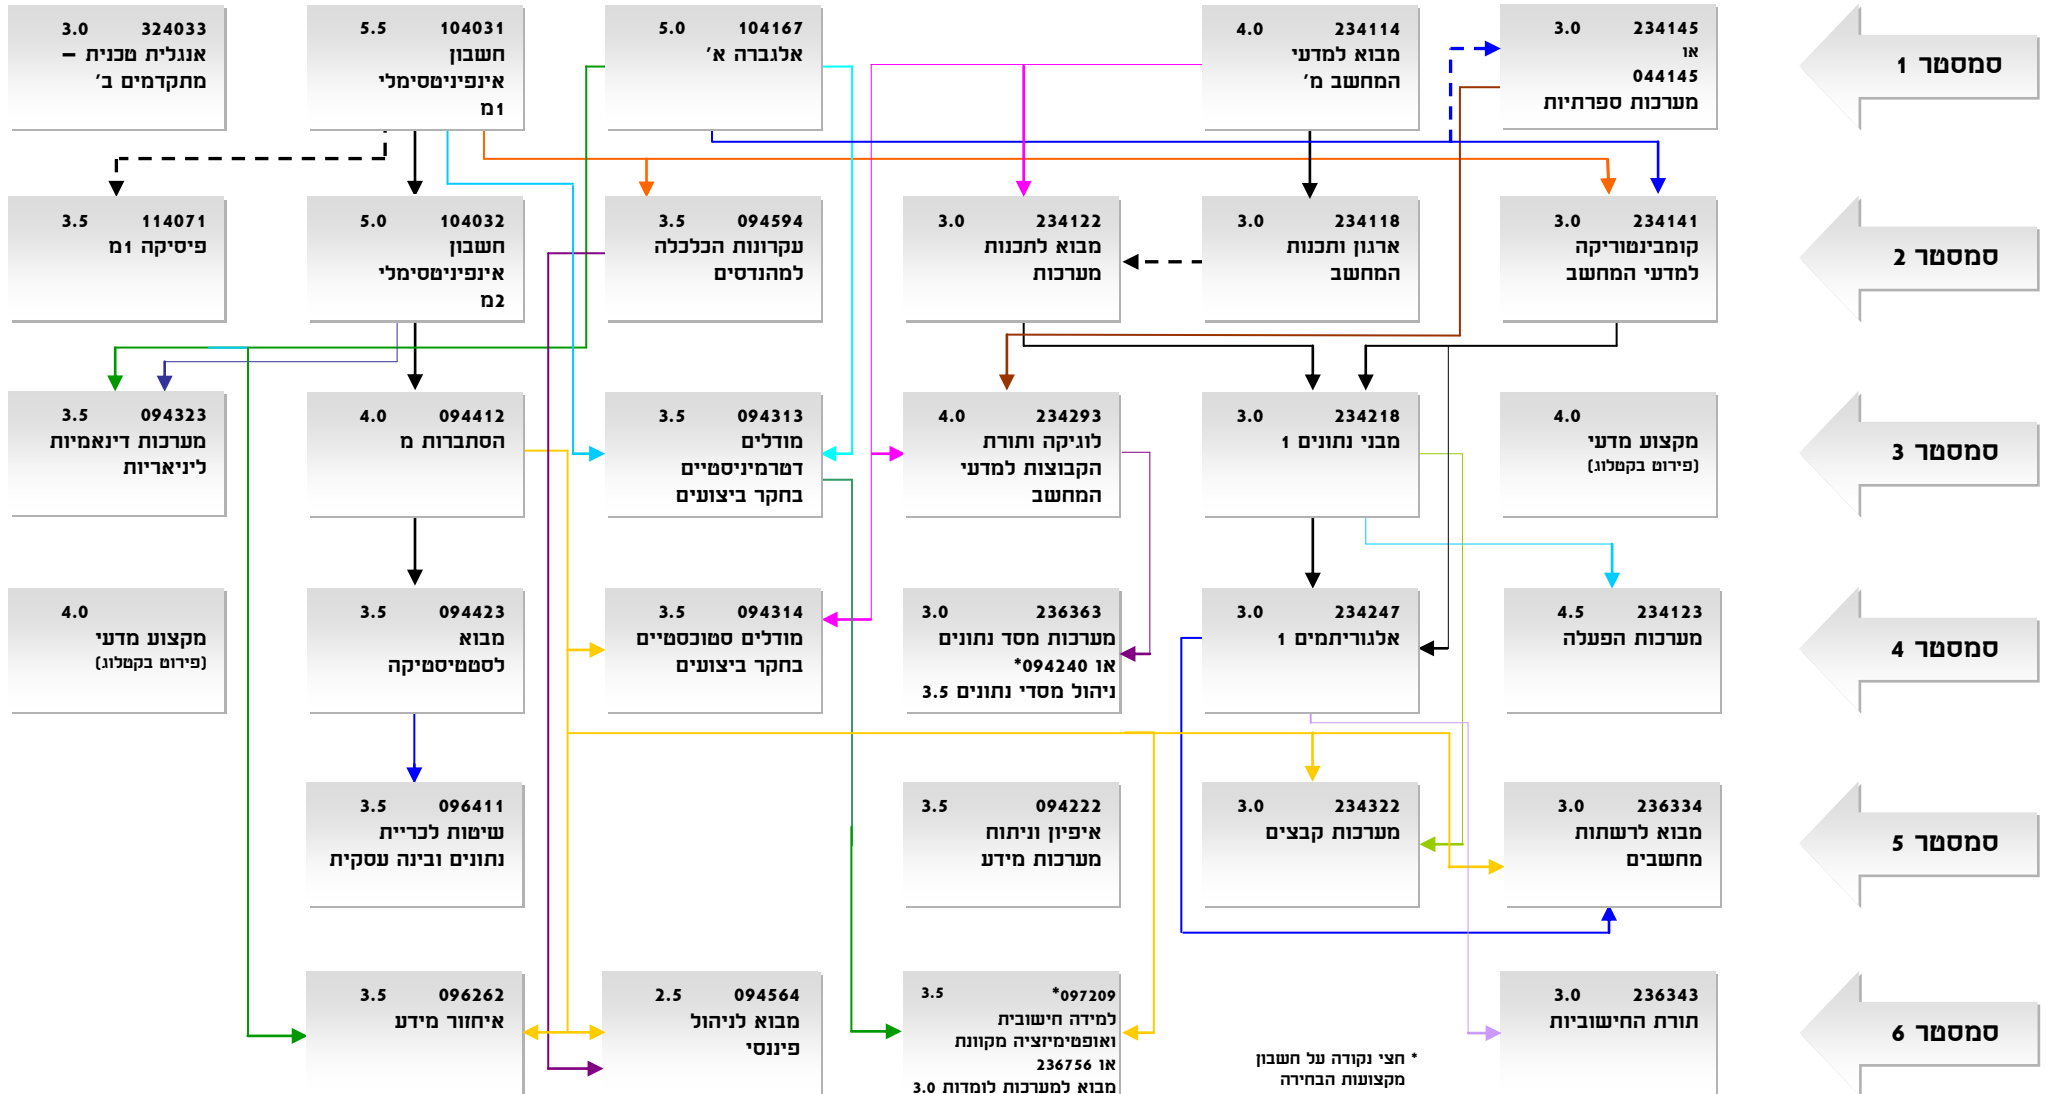 סמסטר 1
234145 3.0
או
044145
מערכות ספרתיות
234114 4.0
מבוא למדעי
המחשב מ'
104167 5.0
אלגברה א'
104031 5.5
חשבון
אינפיניטסימלי
1מ
324033 3.0
אנגלית טכנית –
מתקדמים ב'
סמסטר 2
234141 3.0
קומבינטוריקה
למדעי המחשב
234118 3.0
ארגון ותכנות
המחשב
234122 3.0
מבוא לתכנות
מערכות
094594 3.5
עקרונות הכלכלה
למהנדסים
104032 5.0
חשבון
אינפיניטסימלי
2מ
114071 3.5
פיסיקה 1מ
סמסטר 3
4.0
מקצוע מדעי
(פירוט בקטלוג)
234218 3.0
מבני נתונים 1
234293 4.0
לוגיקה ותורת
הקבוצות למדעי
המחשב
094313 3.5
מודלים
דטרמיניסטיים
בחקר ביצועים
094412 4.0
הסתברות מ
094323 3.5
מערכות דינאמיות
ליניאריות
סמסטר 4
234123 4.5
מערכות הפעלה
234247 3.0
אלגוריתמים 1
236363 3.0
מערכות מסד נתונים
או 094240*
ניהול מסדי נתונים 3.5
094314 3.5
מודלים סטוכסטיים
בחקר ביצועים
094423 3.5
מבוא
לסטטיסטיקה
4.0
מקצוע מדעי
(פירוט בקטלוג)
סמסטר 5
236334 3.0
מבוא לרשתות
מחשבים
234322 3.0
מערכות קבצים
094222 3.5
איפיון וניתוח
מערכות מידע
096411 3.5
שיטות לכריית
נתונים ובינה עסקית
סמסטר 6
236343 3.0
תורת החישוביות
* חצי נקודה על חשבון
מקצועות הבחירה
097209* 3.5
למידה חישובית
ואופטימיזציה מקוונת
או 236756
מבוא למערכות לומדות 3.0
094564 2.5
מבוא לניהול
פיננסי
096262 3.5
איחזור מידע